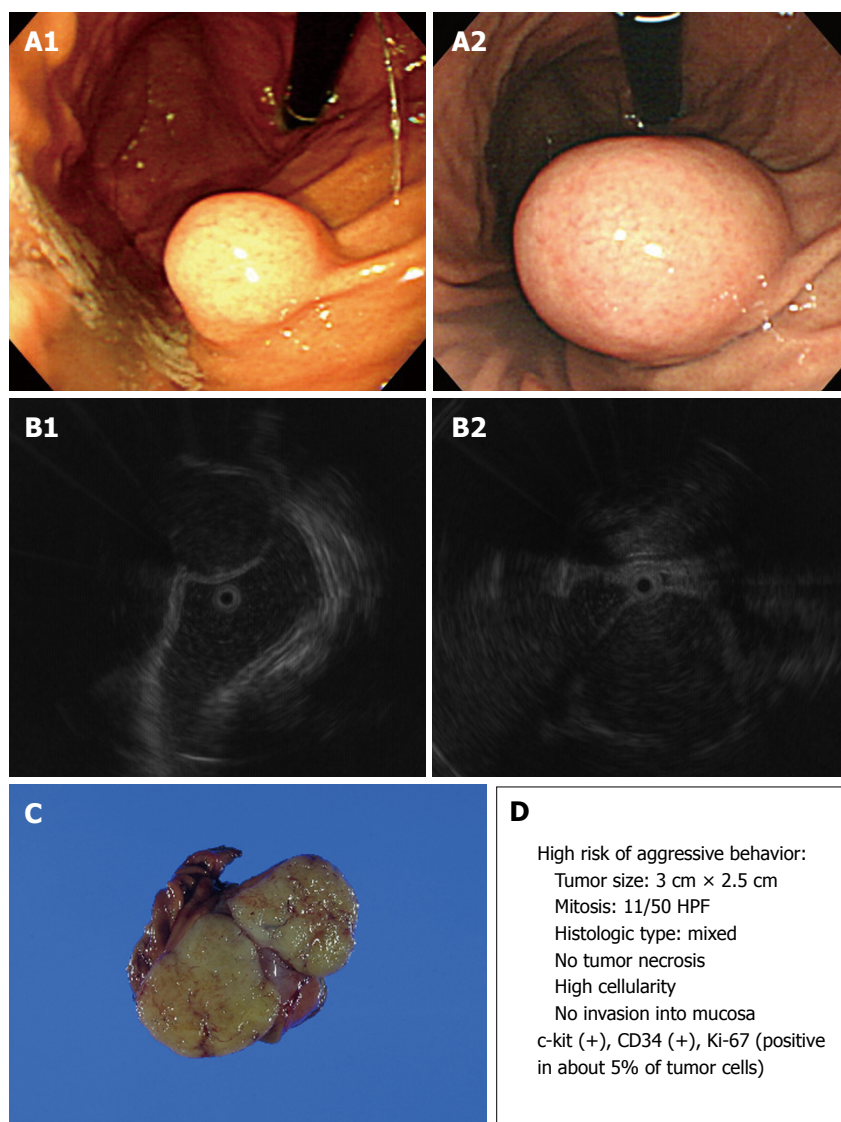 A1
A2
B1
B2
C
D
High risk of aggressive behavior:
Tumor size: 3 cm × 2.5 cm
Mitosis: 11/50 HPF
Histologic type: mixed
No tumor necrosis
High cellularity
No invasion into mucosa
c-kit (+), CD34 (+), Ki-67 (positive
in about 5% of tumor cells)